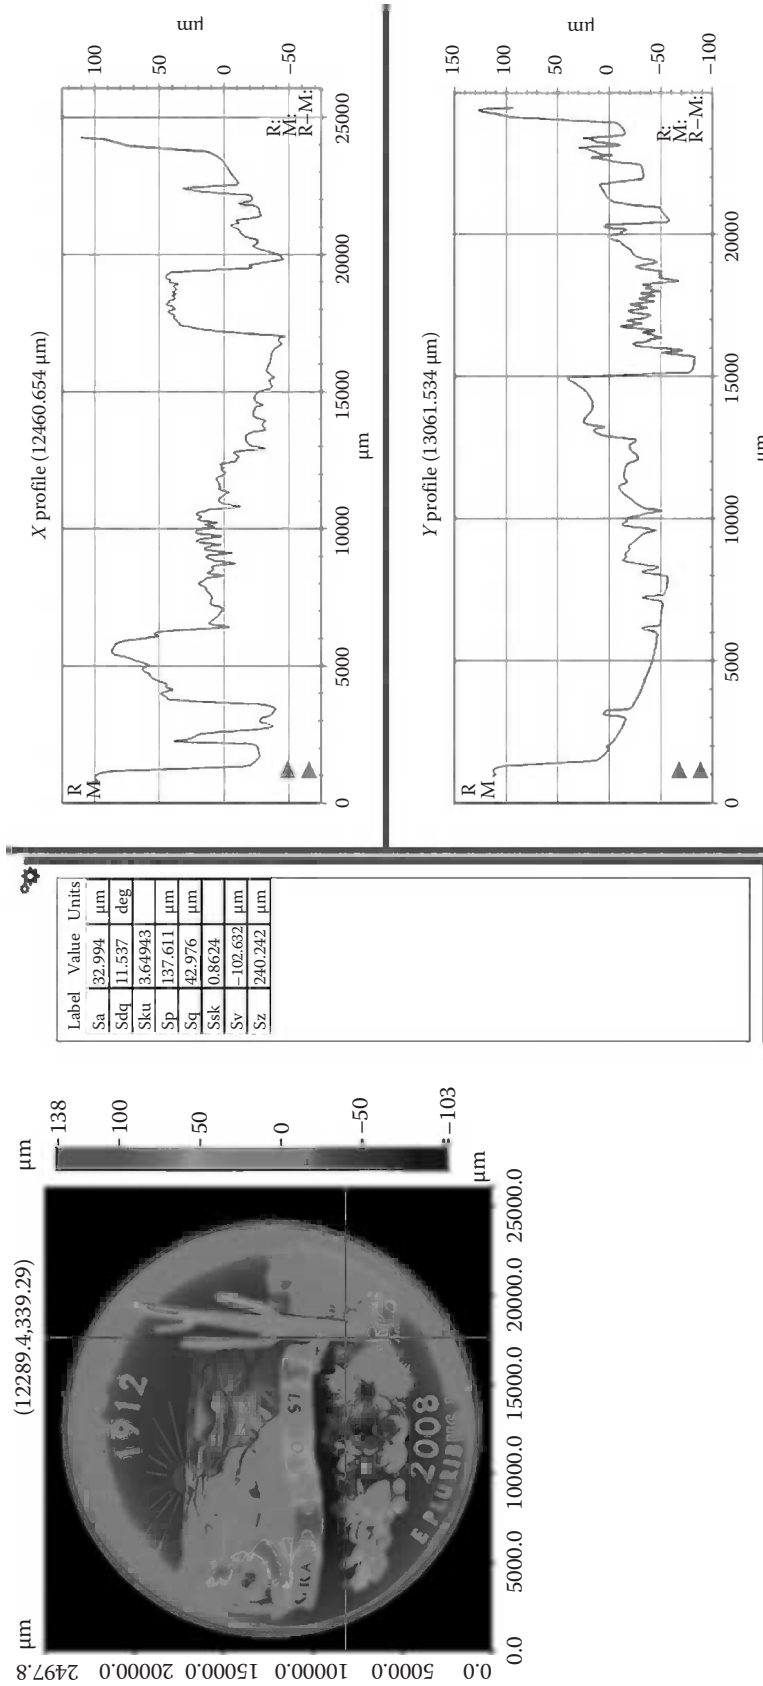 (12289.4,339.29)
µm
µm
2497.8
20000.0
15000.0
10000.0
5000.0
0.0
0.0 5000.0 10000.0 15000.0 20000.0 25000.0
1912
2008
E PLURIB
138
100
50
0
−50
−103
µm
Label Value Units
Sa 32.994 µm
Sdq 11.537 deg
Sku 3.64943
Sp 137.611 µm
Sq 42.976 µm
Ssk 0.8624
Sv −102.632 µm
Sz 240.242 µm
X profile (12460.654 µm)
R
M
100
50
0
−50
µm
R:
M:
R−M:
0 5000 10000 15000 20000 25000
µm
Y profile (13061.534 µm)
R
M
150
100
50
0
−50
−100
µm
R:
M:
R−M:
0 5000 10000 15000 20000
µm